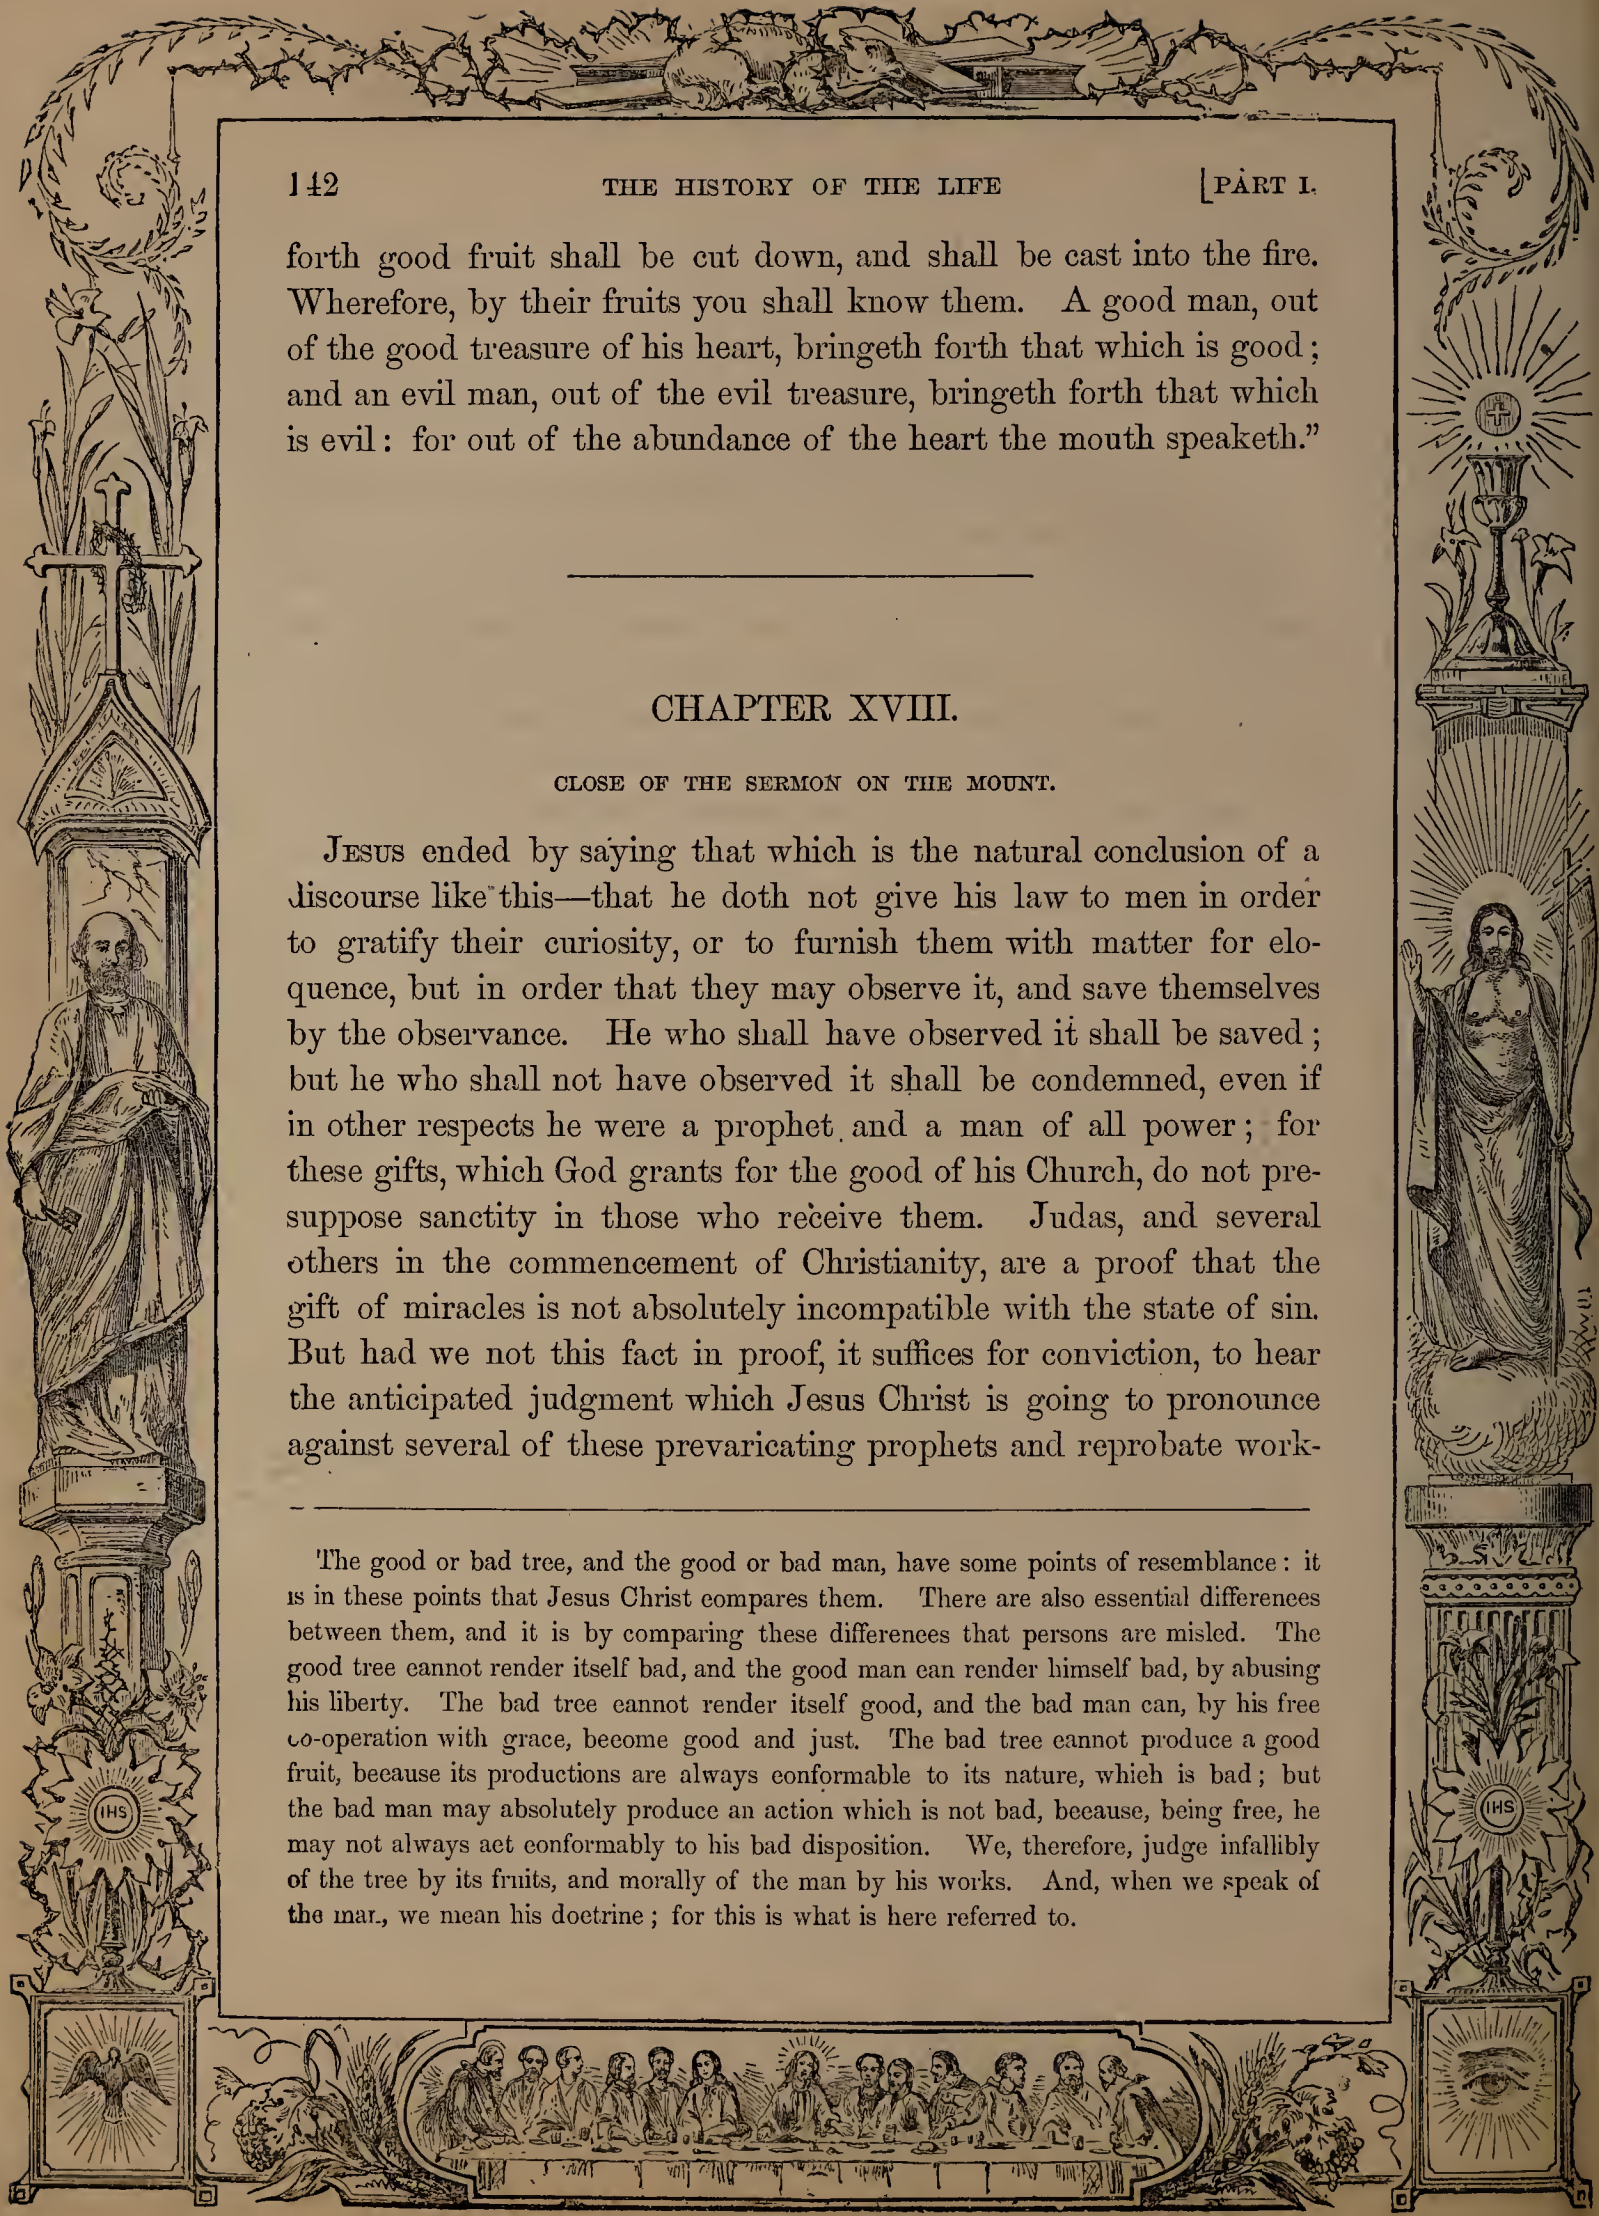 142 THE HISTORY OF THE LIFE [PART I.
forth good fruit shall be cut down, and shall be cast into the fire.
Wherefore, by their fruits you shall know them. A good man, out
of the good treasure of his heart, bringeth forth that which is good;
and an evil man, out of the evil treasure, bringeth forth that which
is evil: for out of the abundance of the heart the mouth speaketh.”
CHAPTER XVIII.
CLOSE OF THE SERMON ON THE MOUNT.
JESUS ended by saying that which is the natural conclusion of a
discourse like this—that he doth not give his law to men in order
to gratify their curiosity, or to furnish them with matter for elo-
quence, but in order that they may observe it, and save themselves
by the observance. He who shall have observed it shall be saved;
but he who shall not have observed it shall be condemned, even if
in other respects he were a prophet and a man of all power; for
these gifts, which God grants for the good of his Church, do not pre-
suppose sanctity in those who receive them. Judas, and several
others in the commencement of Christianity, are a proof that the
gift of miracles is not absolutely incompatible with the state of sin.
But had we not this fact in proof, it suffices for conviction, to hear
the anticipated judgment which Jesus Christ is going to pronounce
against several of these prevaricating prophets and reprobate work-
The good or bad tree, and the good or bad man, have some points of resemblance: it
is in these points that Jesus Christ compares them. There are also essential differences
between them, and it is by comparing these differences that persons are misled. The
good tree cannot render itself bad, and the good man can render himself bad, by abusing
his liberty. The bad tree cannot render itself good, and the bad man can, by his free
co-operation with grace, become good and just. The bad tree cannot produce a good
fruit, because its productions are always conformable to its nature, which is bad; but
the bad man may absolutely produce an action which is not bad, because, being free, he
may not always act conformably to his bad disposition. We, therefore, judge infallibly
of the tree by its fruits, and morally of the man by his works. And, when we speak of
the man, we mean his doctrine; for this is what is here referred to.
IHS
IHS